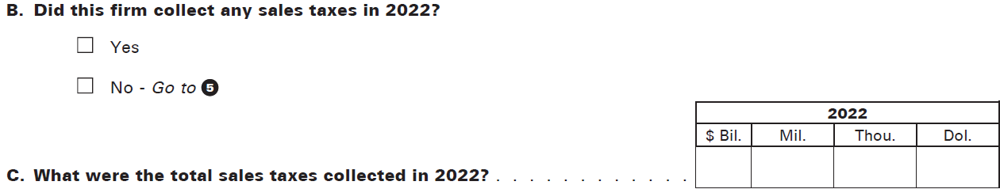 B. Did this firm collect any sales taxes in 2022?
Yes
No - Go to 5
2022
$ Bil. Mil. Thou. Dol.
C. What were the total sales taxes collected in 2022? . . . . . . . . . . . .